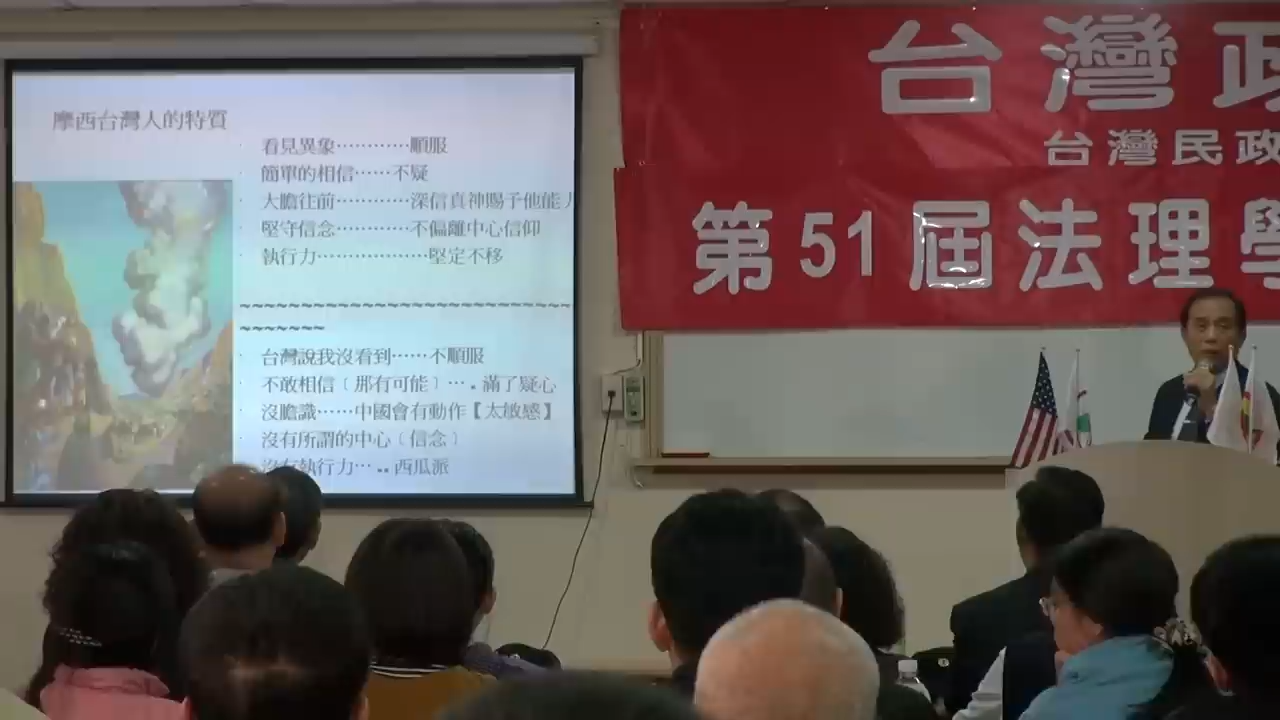 摩西台灣人的特質
看見異象…………順服
簡單的相信……不疑
大膽往前…………深信真神賜予他能
堅守信念…………不偏離中心信仰
執行力………………堅定不移
~~~~~~~~~~~~~~~~~~~~~~~~~~~~~~
~~~~~~~
台灣說我沒看到……不順服
不敢相信﹝那有可能﹞…．滿了疑心
沒膽識……中國會有動作【太敏感】
沒有所謂的中心﹝信念﹞
沒有執行力…‥西瓜派
台灣政
台灣民政
第51屆法理學